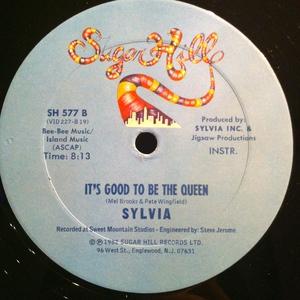 Sugar Hill
SH 577 B
(VID 227-B 19)
Bee-Bee Music/
Island Music
(ASCAP)
Time: 8:13
Produced by:
SYLVIA INC. &
Jigsaw Productions
INSTR.
IT'S GOOD TO BE THE QUEEN
(Mel Brooks & Pete Wingfield)
SYLVIA
Recorded at Sweet Mountain Studios - Engineered by: Steve Jerome
© ℗ 1982 SUGAR HILL RECORDS LTD.
96 West St., Englewood, N.J. 07631